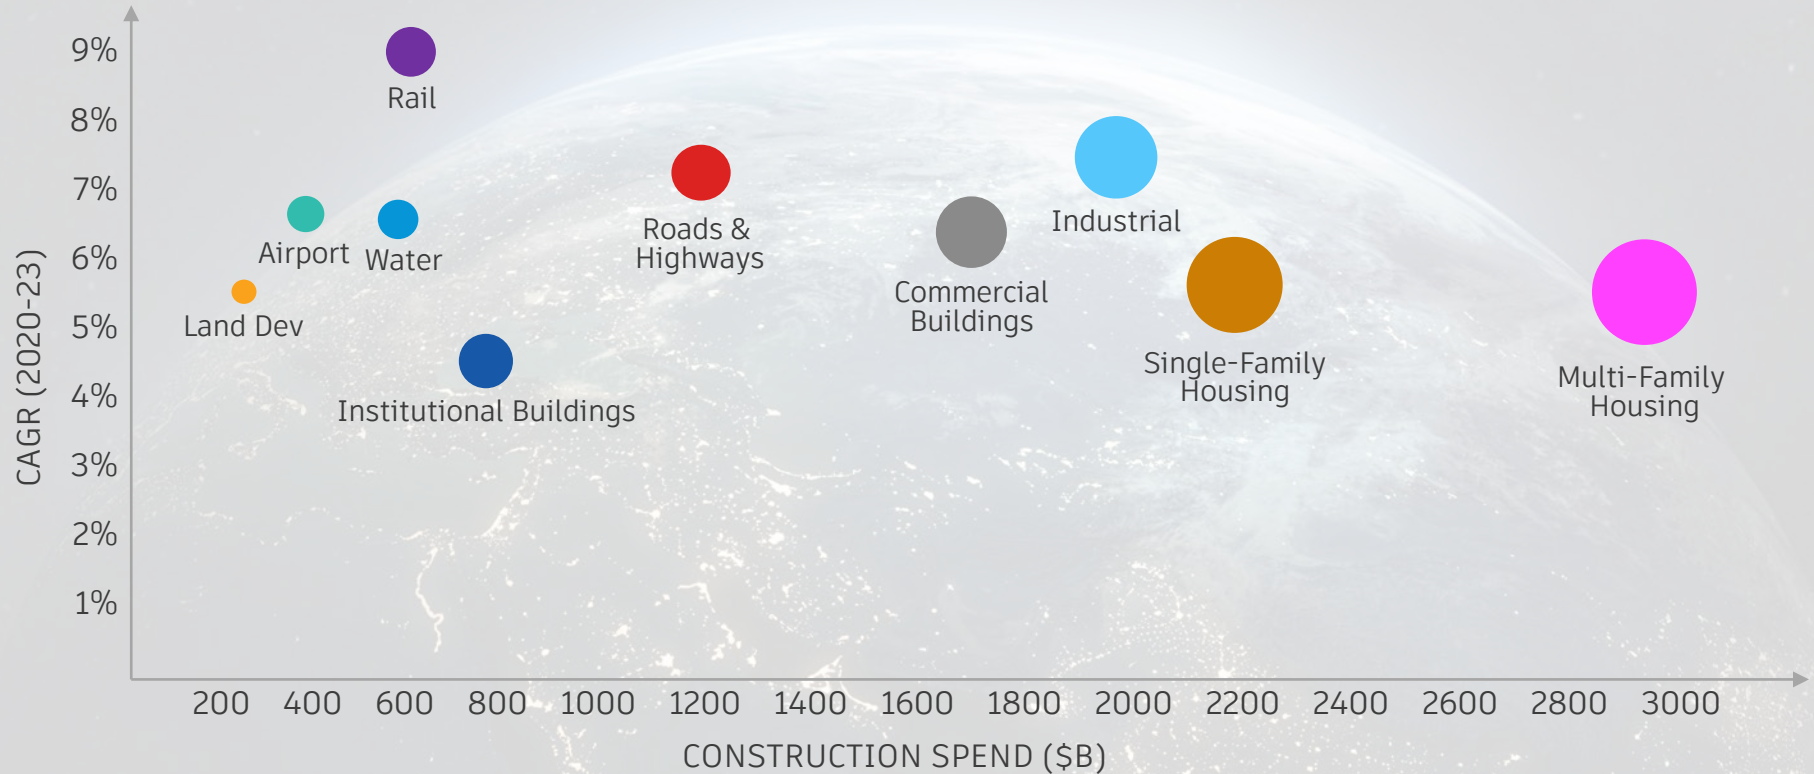 9%
8%
7%
6%
5%
4%
3%
2%
1%
CAGR (2020-23)
Rail
Airport
Water
Land Dev
Institutional Buildings
Roads &
Highways
Commercial
Buildings
Industrial
Single-Family
Housing
Multi-Family
Housing
200 400 600 800 1000 1200 1400 1600 1800 2000 2200 2400 2600 2800 3000
CONSTRUCTION SPEND ($B)